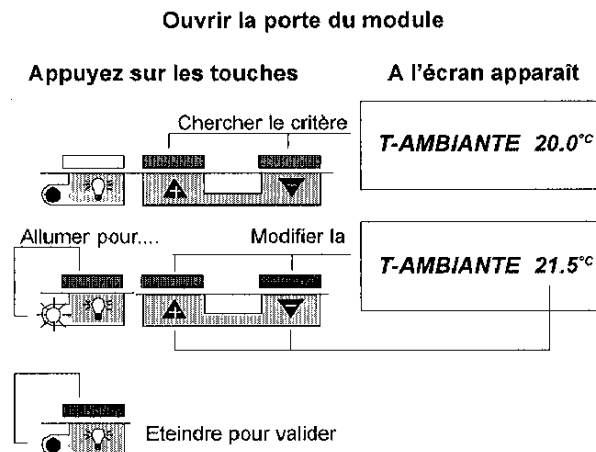 Ouvrir la porte du module
Appuyez sur les touches
A l'écran apparaît
Chercher le critère
T-AMBIANTE 20.0°C
Allumer pour....
Modifier la
T-AMBIANTE 21.5°C
Eteindre pour valider